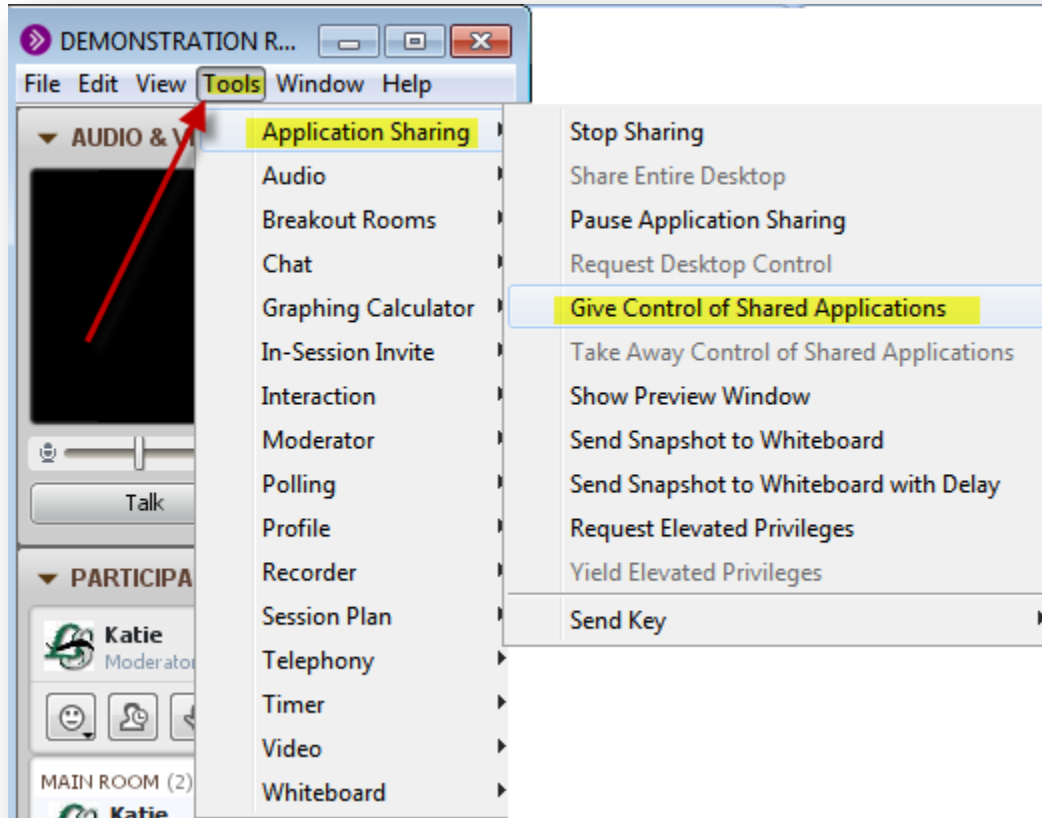 DEMONSTRATION R...
File Edit View Tools Window Help
AUDIO & VI
Talk
PARTICIPA
Katie
Moderator
MAIN ROOM (2)
Katie
Application Sharing
Audio
Breakout Rooms
Chat
Graphing Calculator
In-Session Invite
Interaction
Moderator
Polling
Profile
Recorder
Session Plan
Telephony
Timer
Video
Whiteboard
Stop Sharing
Share Entire Desktop
Pause Application Sharing
Request Desktop Control
Give Control of Shared Applications
Take Away Control of Shared Applications
Show Preview Window
Send Snapshot to Whiteboard
Send Snapshot to Whiteboard with Delay
Request Elevated Privileges
Yield Elevated Privileges
Send Key